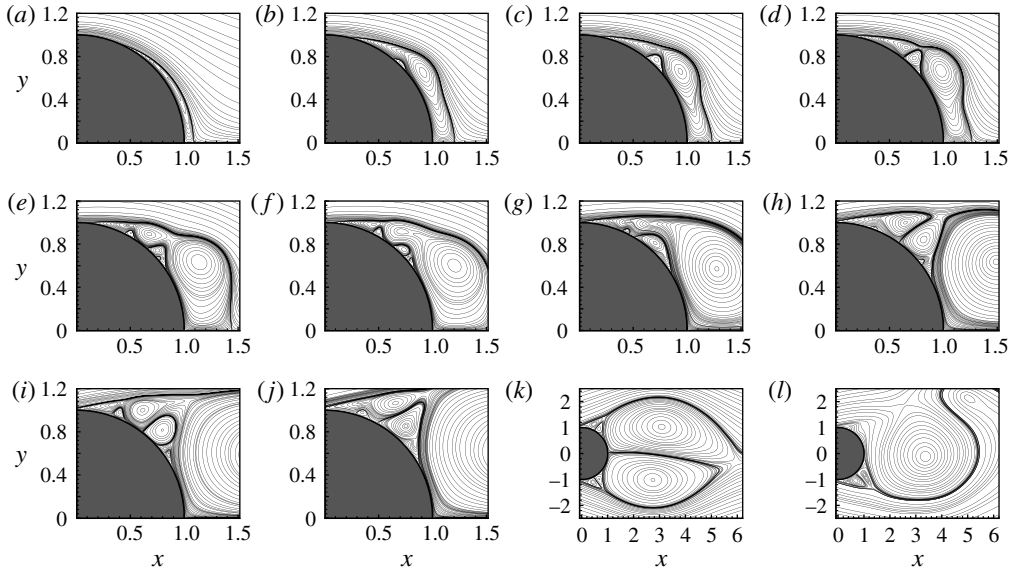 (a) (b) (c) (d)
1.2 1.2 1.2 1.2
0.8 0.8 0.8 0.8
y
0.4 0.4 0.4 0.4
0 0 0 0
0.5 1.0 1.5 0.5 1.0 1.5 0.5 1.0 1.5 0.5 1.0 1.5
(e) (f) (g) (h)
1.2 1.2 1.2 1.2
0.8 0.8 0.8 0.8
y
0.4 0.4 0.4 0.4
0 0 0 0
0.5 1.0 1.5 0.5 1.0 1.5 0.5 1.0 1.5 0.5 1.0 1.5
(i) (j) (k) (l)
1.2 1.2 2 2
0.8 0.8 1 1
y
0 0
0.4 0.4 −1 −1
−2 −2
0 0
0.5 1.0 1.5 0.5 1.0 1.5 0 1 2 3 4 5 6 0 1 2 3 4 5 6
x x x x